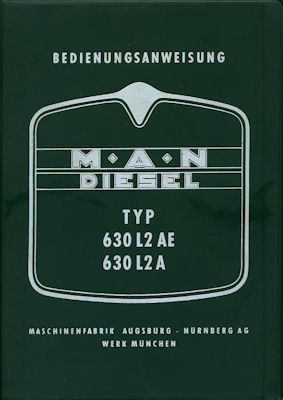 BEDIENUNGSANWEISUNG
M·A·N
DIESEL
TYP
630 L2 AE
630 L2 A
MASCHINENFABRIK AUGSBURG - NÜRNBERG AG
WERK MÜNCHEN